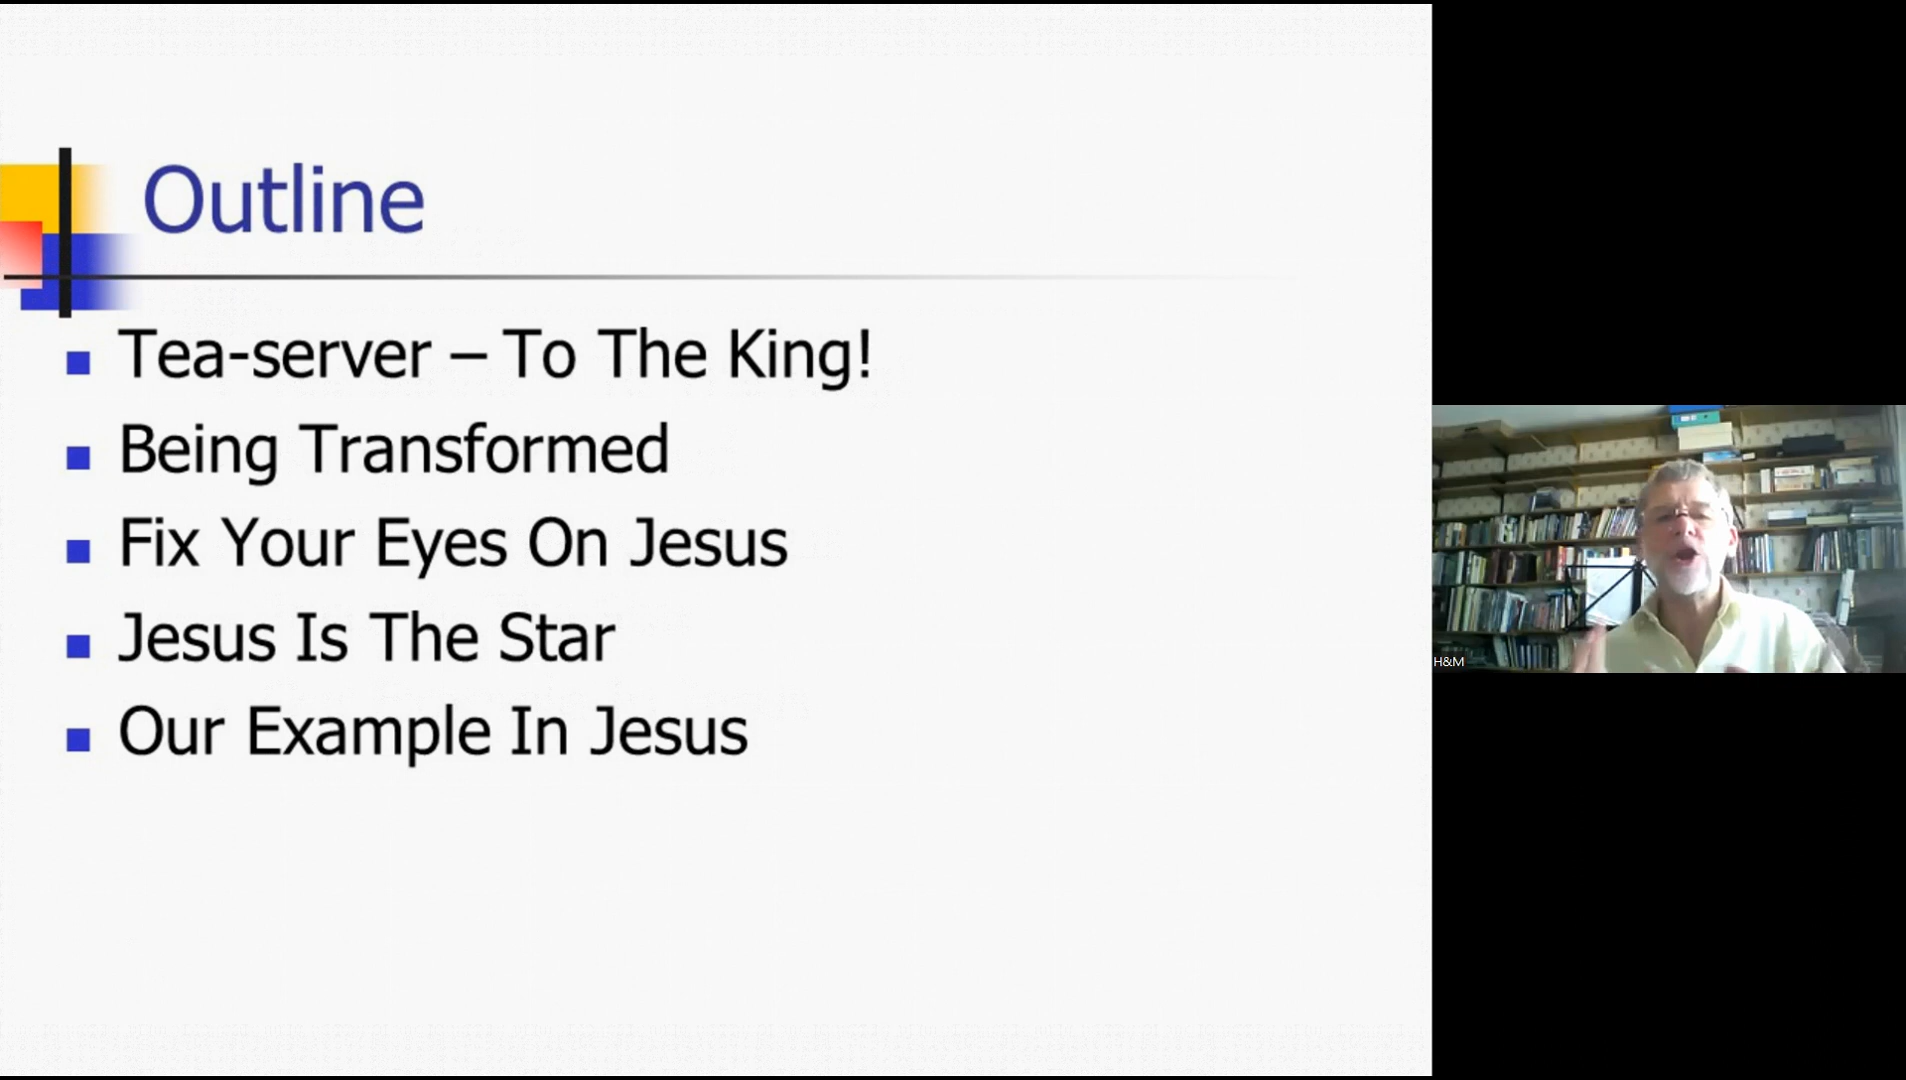 Outline
Tea-server – To The King!
Being Transformed
Fix Your Eyes On Jesus
Jesus Is The Star
Our Example In Jesus
H&M